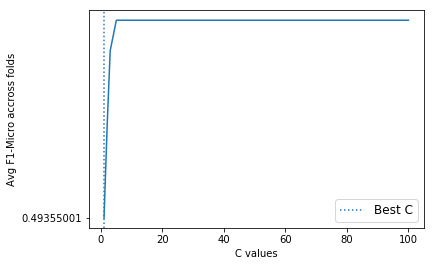 Avg F1-Micro accross folds
0.49355001
0 20 40 60 80 100
C values
Best C